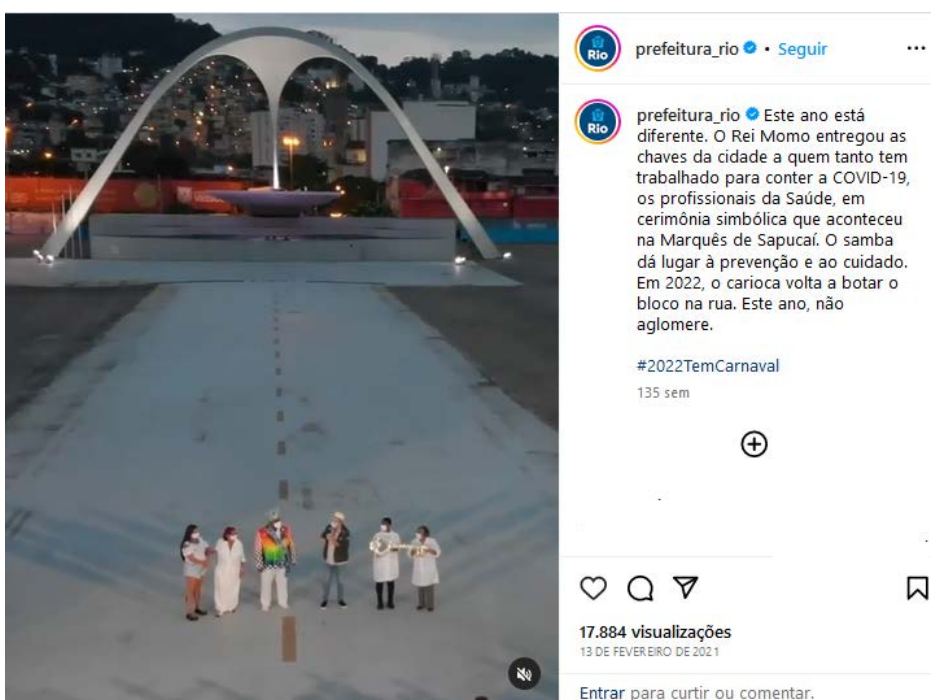 Rio
prefeitura_rio • Seguir
Rio
prefeitura_rio Este ano está
diferente. O Rei Momo entregou as
chaves da cidade a quem tanto tem
trabalhado para conter a COVID-19,
os profissionais da Saúde, em
cerimônia simbólica que aconteceu
na Marquês de Sapucaí. O samba
dá lugar à prevenção e ao cuidado.
Em 2022, o carioca volta a botar o
bloco na rua. Este ano, não
aglomere.
#2022TemCarnaval
135 sem
17.884 visualizações
13 DE FEVEREIRO DE 2021
Entrar para curtir ou comentar.